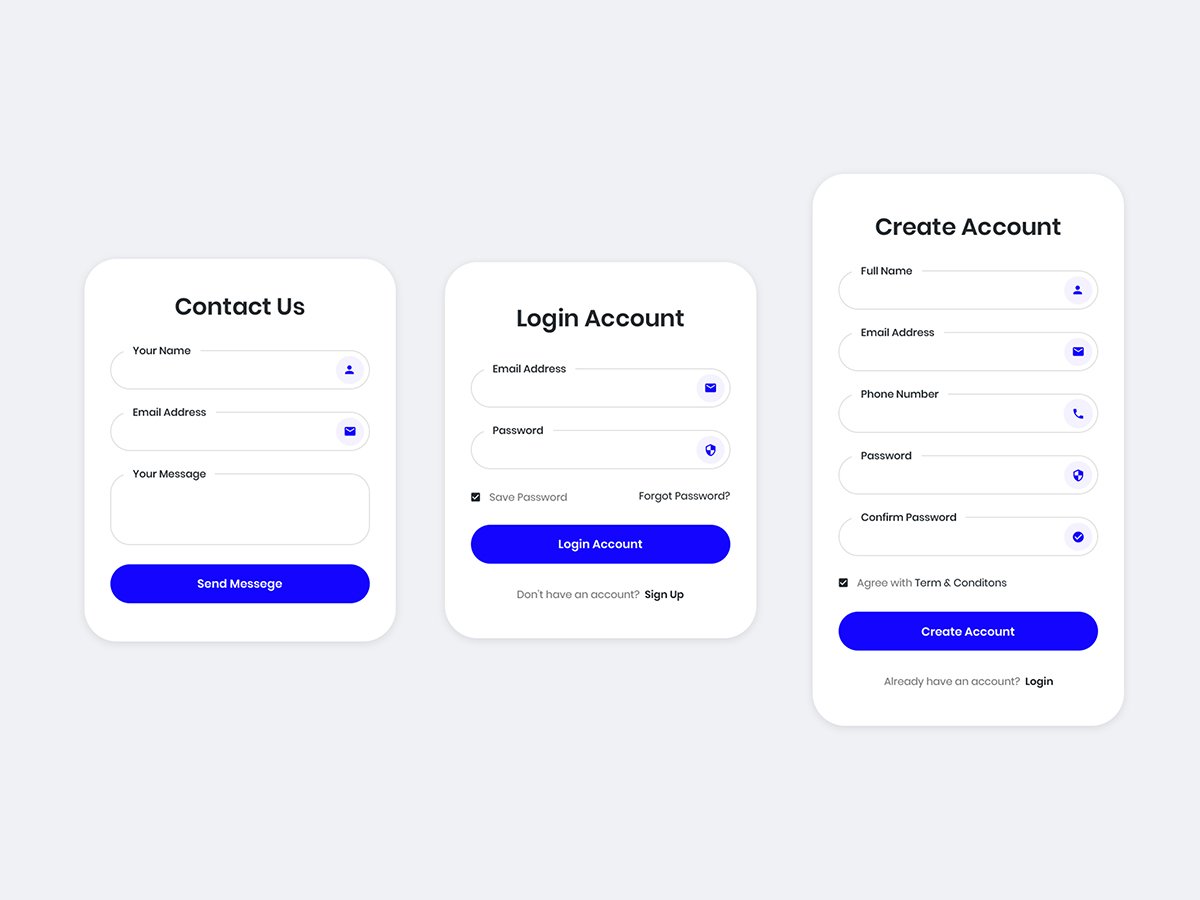 Contact Us
Your Name
Email Address
Your Message
Send Messege
Login Account
Email Address
Password
Save Password
Forgot Password?
Login Account
Don't have an account? Sign Up
Create Account
Full Name
Email Address
Phone Number
Password
Confirm Password
Agree with Term & Conditons
Create Account
Already have an account? Login